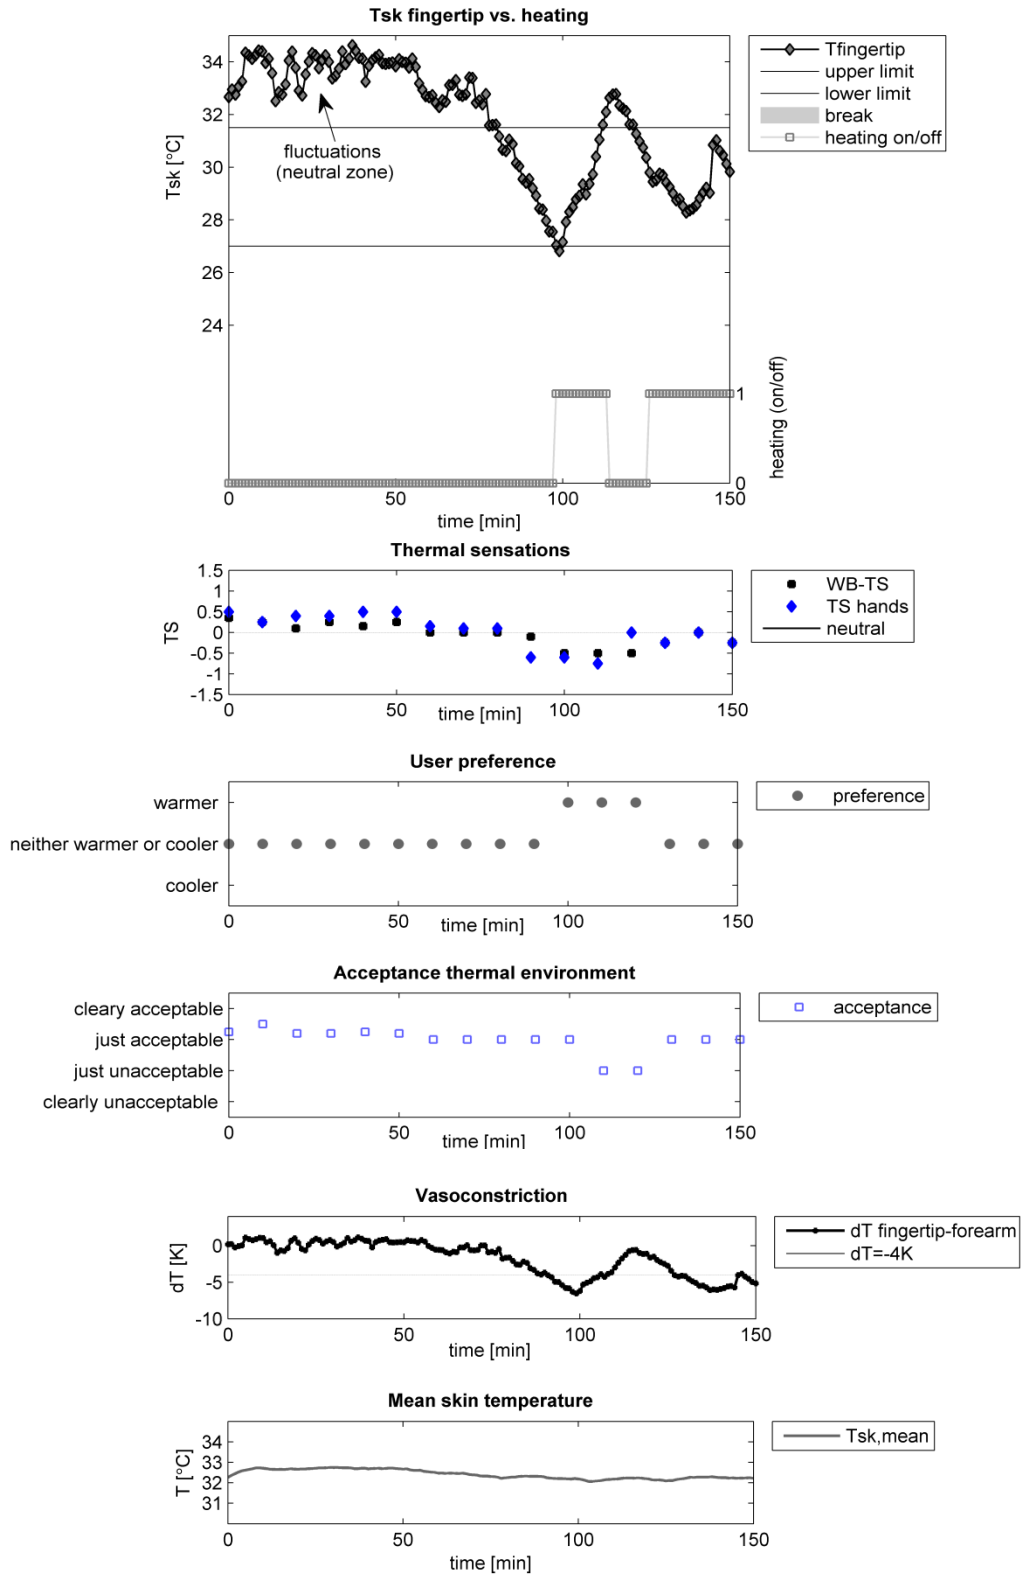 Tsk fingertip vs. heating
34
32
30
28
26
24
Tsk [°C]
fluctuations
(neutral zone)
Tfingertip
upper limit
lower limit
break
heating on/off
1
0
heating (on/off)
0
50
100
150
time [min]
Thermal sensations
1.5
1
0.5
0
-0.5
-1
-1.5
TS
WB-TS
TS hands
neutral
0
50
100
150
time [min]
User preference
warmer
neither warmer or cooler
cooler
preference
0
50
100
150
time [min]
Acceptance thermal environment
cleary acceptable
just acceptable
just unacceptable
clearly unacceptable
acceptance
0
50
100
150
time [min]
Vasoconstriction
0
-5
-10
dT [K]
dT fingertip-forearm
dT=-4K
0
50
100
150
time [min]
Mean skin temperature
34
33
32
31
T [°C]
Tsk,mean
0
50
100
150
time [min]